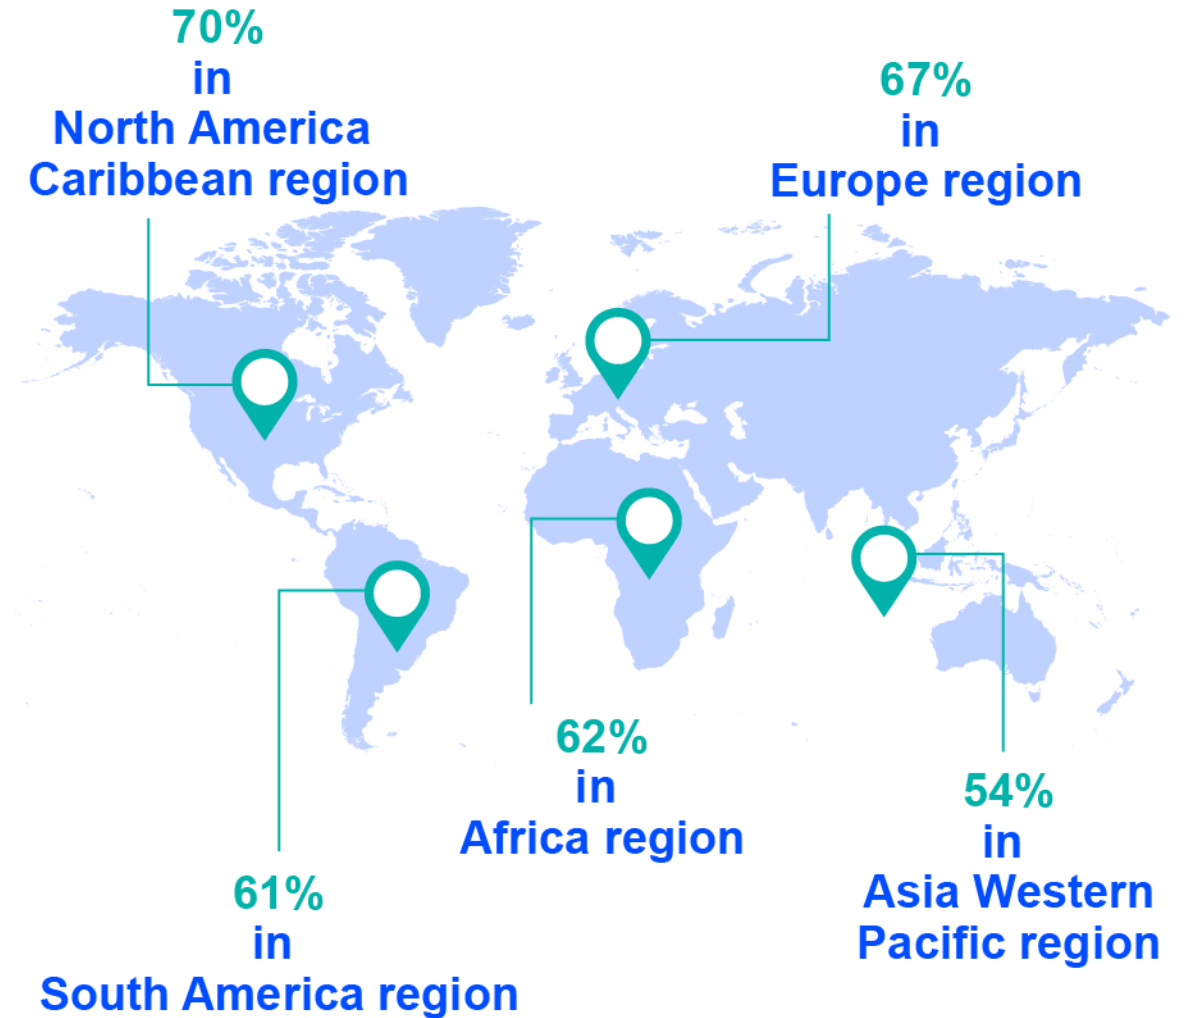 70%
in
North America
Caribbean region
67%
in
Europe region
62%
in
Africa region
54%
in
Asia Western
Pacific region
61%
in
South America region